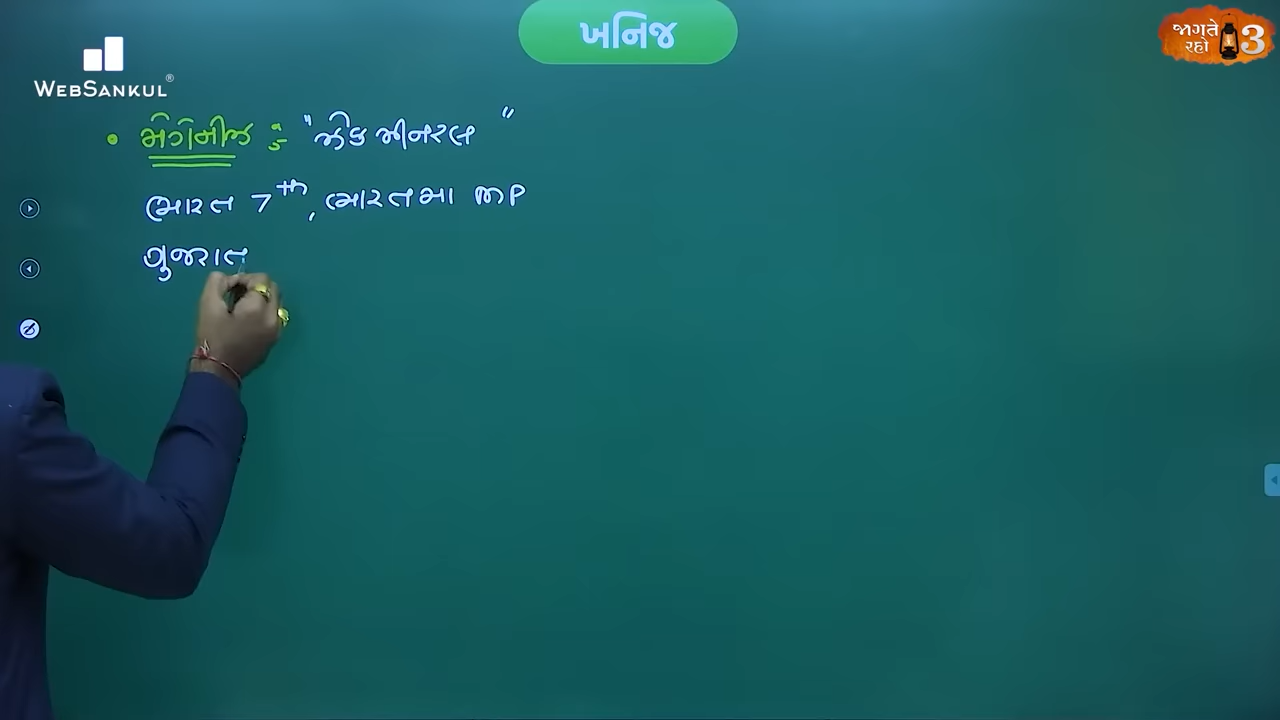 ખનિજ
જાગતે
રહો 3
WEBSANKUL®
• મેંગેનીજ : "જેક મીનરલ"
ભારત 7th, ભારતમાં MP
ગુજરાત